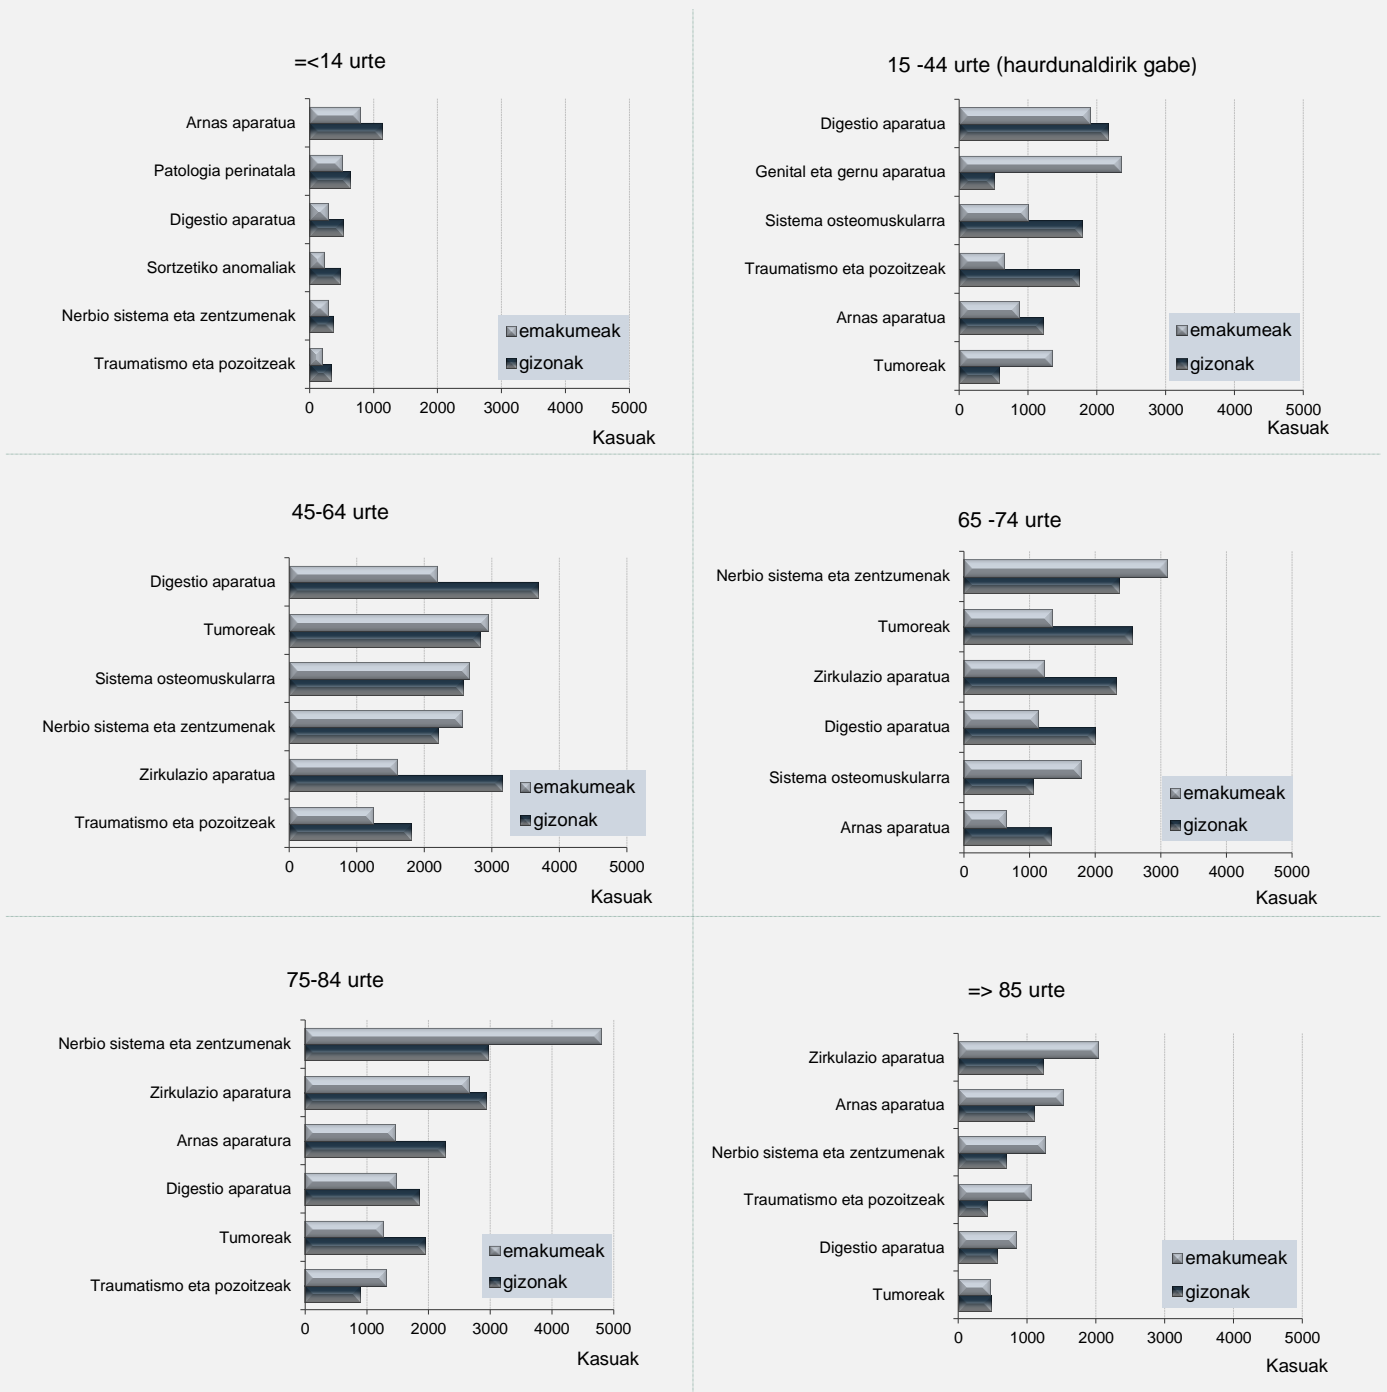 =<14 urte
Arnas aparatua
Patologia perinatala
Digestio aparatua
Sortzetiko anomaliak
Nerbio sistema eta zentzumenak
Traumatismo eta pozoitzeak
emakumeak
gizonak
0 1000 2000 3000 4000 5000
Kasuak
15 -44 urte (haurdunaldirik gabe)
Digestio aparatua
Genital eta gernu aparatua
Sistema osteomuskularra
Traumatismo eta pozoitzeak
Arnas aparatua
Tumoreak
emakumeak
gizonak
0 1000 2000 3000 4000 5000
Kasuak
45-64 urte
Digestio aparatua
Tumoreak
Sistema osteomuskularra
Nerbio sistema eta zentzumenak
Zirkulazio aparatua
Traumatismo eta pozoitzeak
emakumeak
gizonak
0 1000 2000 3000 4000 5000
Kasuak
65 -74 urte
Nerbio sistema eta zentzumenak
Tumoreak
Zirkulazio aparatua
Digestio aparatua
Sistema osteomuskularra
Arnas aparatua
emakumeak
gizonak
0 1000 2000 3000 4000 5000
Kasuak
75-84 urte
Nerbio sistema eta zentzumenak
Zirkulazio aparatura
Arnas aparatura
Digestio aparatua
Tumoreak
Traumatismo eta pozoitzeak
emakumeak
gizonak
0 1000 2000 3000 4000 5000
Kasuak
=> 85 urte
Zirkulazio aparatua
Arnas aparatua
Nerbio sistema eta zentzumenak
Traumatismo eta pozoitzeak
Digestio aparatua
Tumoreak
emakumeak
gizonak
0 1000 2000 3000 4000 5000
Kasuak